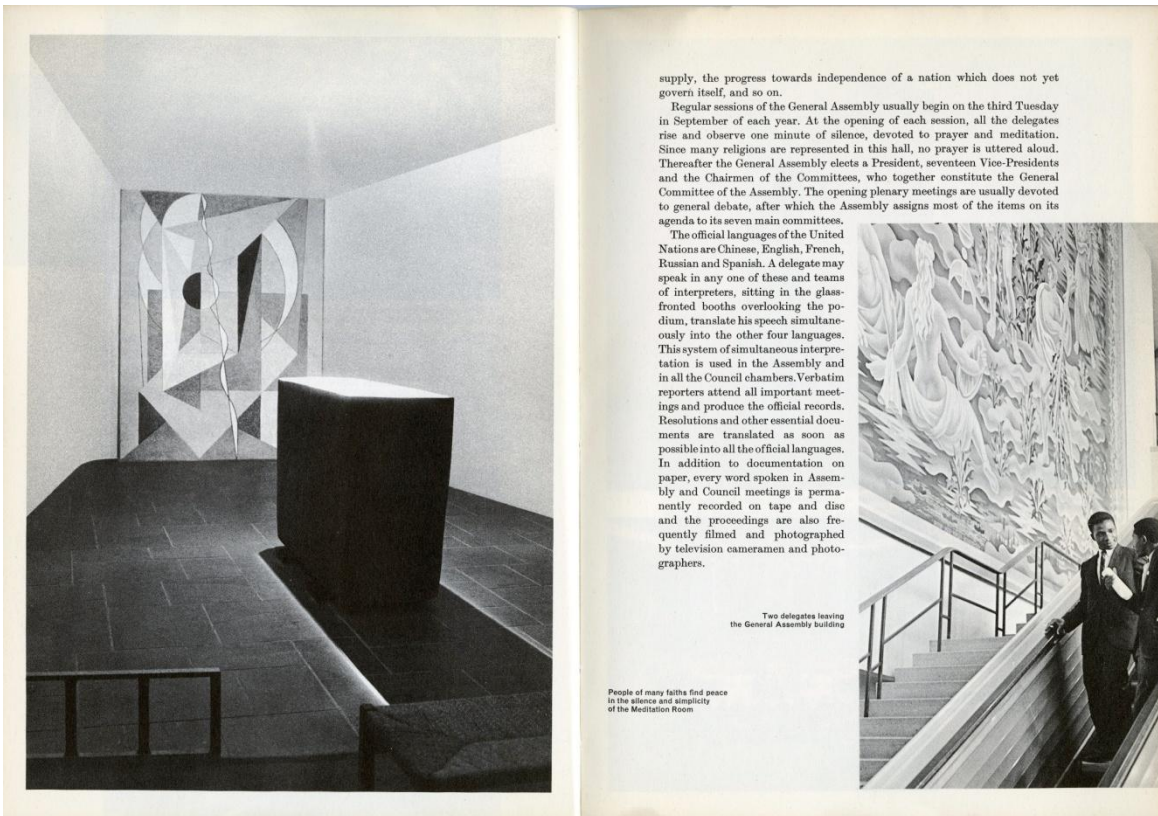 supply, the progress towards independence of a nation which does not yet
govern itself, and so on.
Regular sessions of the General Assembly usually begin on the third Tuesday
in September of each year. At the opening of each session, all the delegates
rise and observe one minute of silence, devoted to prayer and meditation.
Since many religions are represented in this hall, no prayer is uttered aloud.
Thereafter the General Assembly elects a President, seventeen Vice-Presidents
and the Chairmen of the Committees, who together constitute the General
Committee of the Assembly. The opening plenary meetings are usually devoted
to general debate, after which the Assembly assigns most of the items on its
agenda to its seven main committees.
The official languages of the United
Nations are Chinese, English, French,
Russian and Spanish. A delegate may
speak in any one of these and teams
of interpreters, sitting in the glass-
fronted booths overlooking the po-
dium, translate his speech simultane-
ously into the other four languages.
This system of simultaneous interpre-
tation is used in the Assembly and
in all the Council chambers. Verbatim
reporters attend all important meet-
ings and produce the official records.
Resolutions and other essential docu-
ments are translated as soon as
possible into all the official languages.
In addition to documentation on
paper, every word spoken in Assem-
bly and Council meetings is perma-
nently recorded on tape and disc
and the proceedings are also fre-
quently filmed and photographed
by television cameramen and photo-
graphers.
Two delegates leaving
the General Assembly building
People of many faiths find peace
in the silence and simplicity
of the Meditation Room